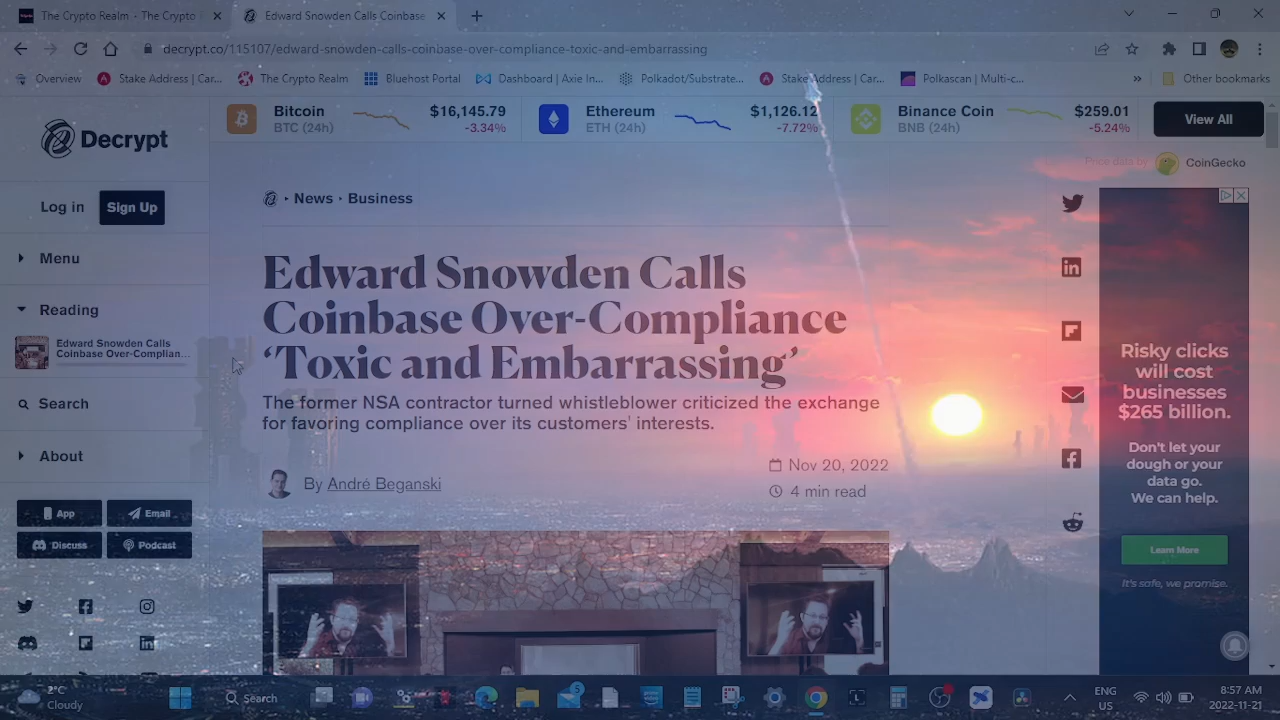 The Crypto Realm - The Crypto
Edward Snowden Calls Coinbase
decrypt.co/115107/edward-snowden-calls-coinbase-over-compliance-toxic-and-embarrassing
Overview
Stake Address | Car...
The Crypto Realm
Bluehost Portal
Dashboard | Axie In...
Polkadot/Substrate...
Stake Address | Car...
Polkascan | Multi-c...
»
Other bookmarks
Decrypt
Bitcoin $16,145.79
BTC (24h) -3.34%
Ethereum $1,126.12
ETH (24h) -7.72%
Binance Coin $259.01
BNB (24h) -5.24%
View All
Price data by CoinGecko
Log in
Sign Up
Menu
Reading
Edward Snowden Calls
Coinbase Over-Complian...
Search
About
App
Email
Discuss
Podcast
News · Business
Edward Snowden Calls
Coinbase Over-Compliance
‘Toxic and Embarrassing’
The former NSA contractor turned whistleblower criticized the exchange
for favoring compliance over its customers' interests.
By André Beganski
Nov 20, 2022
4 min read
Risky clicks
will cost
businesses
$265 billion.
Don't let your
dough or your
data go.
We can help.
Learn More
It's safe, we promise.
2°C
Cloudy
Search
5
ENG
US
8:57 AM
2022-11-21